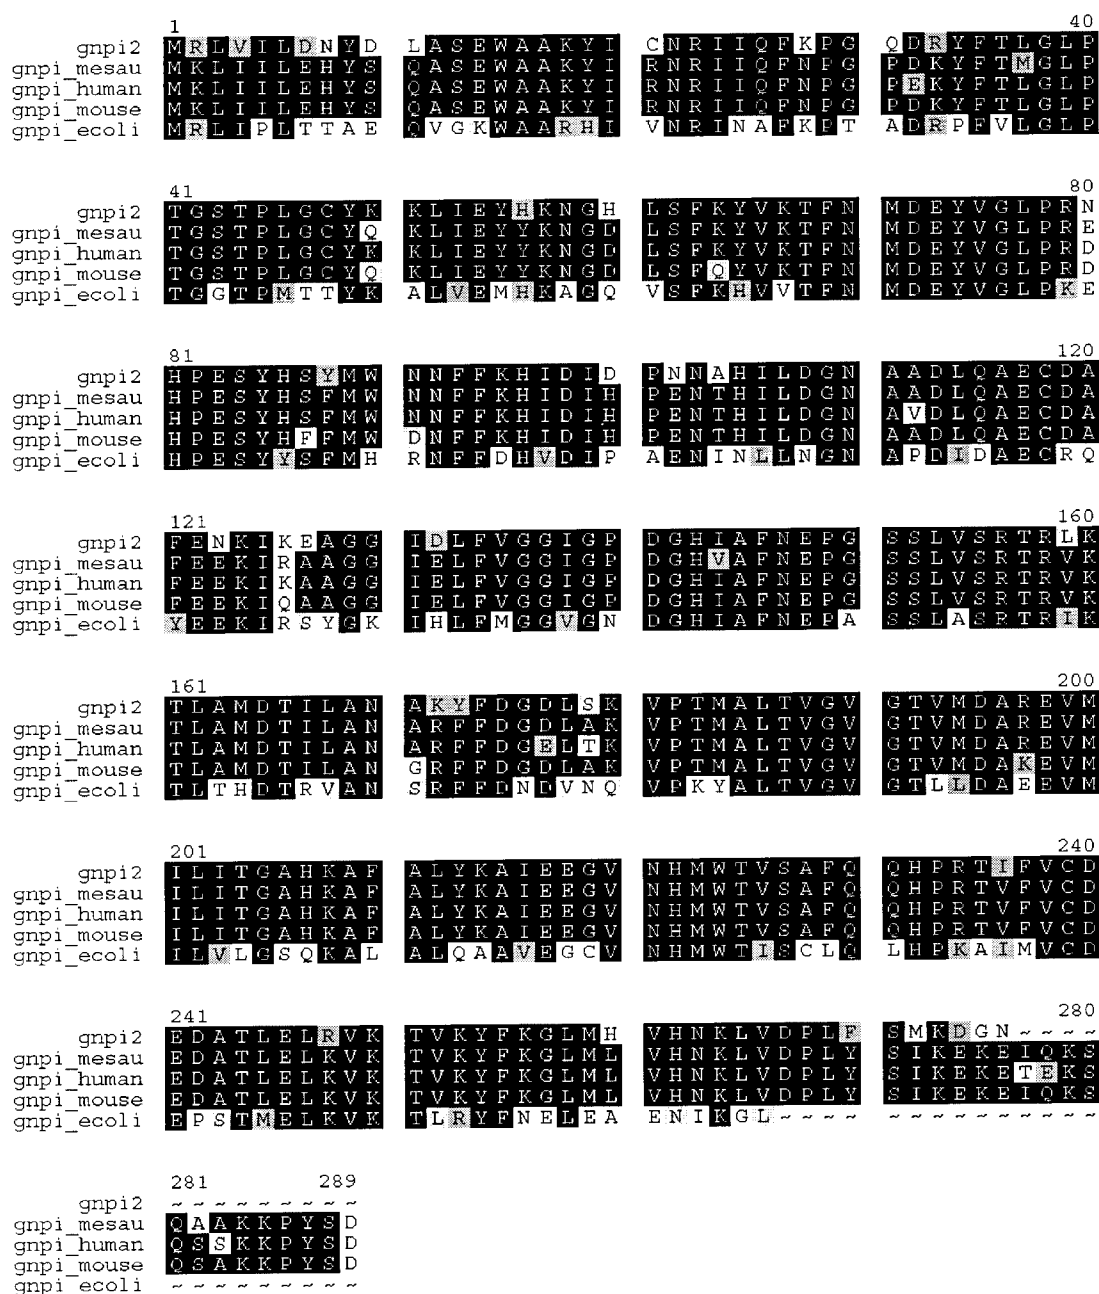 1 40
gnpi2 MRLVILDNYD LASEWAAKYI CNRIIQFKPG QDRYFTLGLP
gnpi_mesau MKLIILEHYS QASEWAAKYI RNRIIQFNPG PDKYFTMGLP
gnpi_human MKLIILEHYS QASEWAAKYI RNRIIQFNPG PEKYFTLGLP
gnpi_mouse MKLIILEHYS QASEWAAKYI RNRIIQFNPG PDKYFTLGLP
gnpi_ecoli MRLIPLTTAE QVGKWAARHI VNRINAFKPT ADRPFVLGLP
41 80
gnpi2 TGSTPLGCYK KLIEYHKNGH LSFKYVKTFN MDEYVGLPRN
gnpi_mesau TGSTPLGCYQ KLIEYYKNGD LSFKYVKTFN MDEYVGLPRE
gnpi_human TGSTPLGCYK KLIEYYKNGD LSFKYVKTFN MDEYVGLPRD
gnpi_mouse TGSTPLGCYQ KLIEYYKNGD LSFQYVKTFN MDEYVGLPRD
gnpi_ecoli TGGTPMTTYK ALVEMHKAGQ VSFKHVVTFN MDEYVGLPKE
81 120
gnpi2 HPESYHSYMW NNFFKHIDID PNNAHILDGN AADLQAECDA
gnpi_mesau HPESYHSFMW NNFFKHIDIH PENTHILDGN AADLQAECDA
gnpi_human HPESYHSFMW NNFFKHIDIH PENTHILDGN AVDLQAECDA
gnpi_mouse HPESYHFFMW DNFFKHIDIH PENTHILDGN AADLQAECDA
gnpi_ecoli HPESYYSFMH RNFFDHVDIP AENINLLNGN APDIDAECRQ
121 160
gnpi2 FENKIKEAGG IDLFVGGIGP DGHIAFNEPG SSLVSRTRLK
gnpi_mesau FEEKIRAAGG IELFVGGIGP DGHVAFNEPG SSLVSRTRVK
gnpi_human FEEKIKAAGG IELFVGGIGP DGHIAFNEPG SSLVSRTRVK
gnpi_mouse FEEKIQAAGG IELFVGGIGP DGHIAFNEPG SSLVSRTRVK
gnpi_ecoli YEEKIRSYGK IHLFMGGVGN DGHIAFNEPA SSLASRTRIK
161 200
gnpi2 TLAMDTILAN AKYFDGDLSK VPTMALTVGV GTVMDAREVM
gnpi_mesau TLAMDTILAN ARFFDGDLAK VPTMALTVGV GTVMDAREVM
gnpi_human TLAMDTILAN ARFFDGELTK VPTMALTVGV GTVMDAREVM
gnpi_mouse TLAMDTILAN GRFFDGDLAK VPTMALTVGV GTVMDAKEVM
gnpi_ecoli TLTHDTRVAN SRFFDNDVNQ VPKYALTVGV GTLLDAEEVM
201 240
gnpi2 ILITGAHKAF ALYKAIEEGV NHMWTVSAFQ QHPRTIFVCD
gnpi_mesau ILITGAHKAF ALYKAIEEGV NHMWTVSAFQ QHPRTVFVCD
gnpi_human ILITGAHKAF ALYKAIEEGV NHMWTVSAFQ QHPRTVFVCD
gnpi_mouse ILITGAHKAF ALYKAIEEGV NHMWTVSAFQ QHPRTVFVCD
gnpi_ecoli ILVLGSQKAL ALQAAVEGCV NHMWTISCLQ LHPKAIMVCD
241 280
gnpi2 EDATLELRVK TVKYFKGLMH VHNKLVDPLF SMKDGN~~~~
gnpi_mesau EDATLELKVK TVKYFKGLML VHNKLVDPLY SIKEKEIQKS
gnpi_human EDATLELKVK TVKYFKGLML VHNKLVDPLY SIKEKETEKS
gnpi_mouse EDATLELKVK TVKYFKGLML VHNKLVDPLY SIKEKEIQKS
gnpi_ecoli EPSTMELKVK TLRYFNELEA ENIKGL~~~~ ~~~~~~~~~~
281 289
gnpi2 ~~~~~~~~~
gnpi_mesau QAAKKPYSD
gnpi_human QSSKKPYSD
gnpi_mouse QSAKKPYSD
gnpi_ecoli ~~~~~~~~~